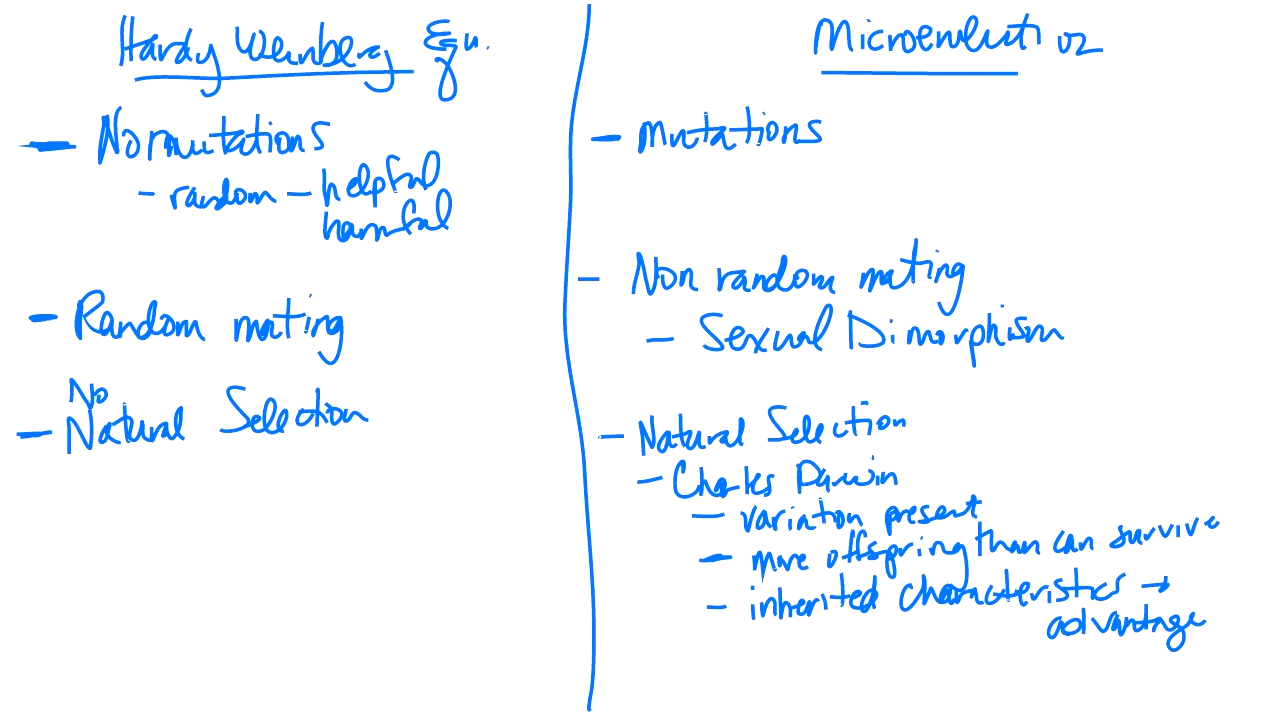 Hardy Weinberg Equ.
- No mutations
- random - helpful
harmful
- Random mating
No
- Natural Selection
Microevolution
- Mutations
- Non random mating
- Sexual Dimorphism
- Natural Selection
- Charles Darwin
- variation present
- more offspring than can survive
- inherited characteristics →
advantage